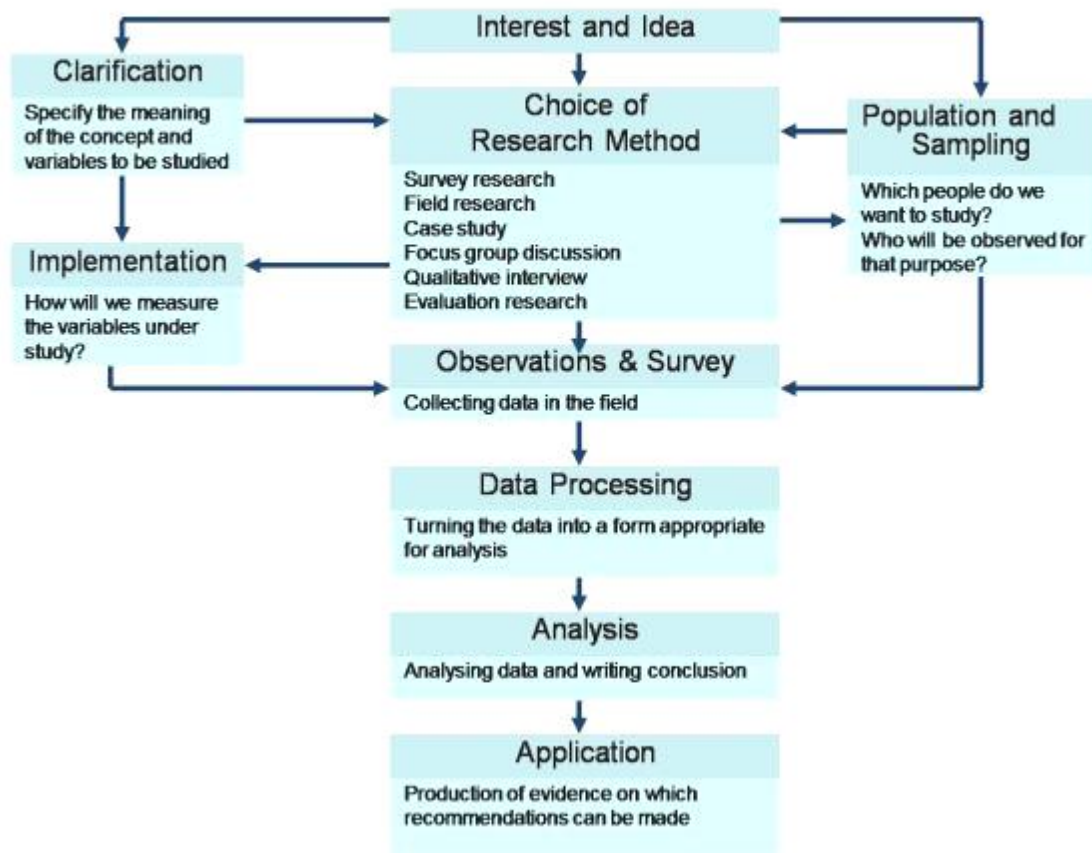 Interest and Idea
Clarification
Specify the meaning
of the concept and
variables to be studied
Choice of
Research Method
Survey research
Field research
Case study
Focus group discussion
Qualitative interview
Evaluation research
Population and
Sampling
Which people do we
want to study?
Who will be observed for
that purpose?
Implementation
How will we measure
the variables under
study?
Observations & Survey
Collecting data in the field
Data Processing
Turning the data into a form appropriate
for analysis
Analysis
Analysing data and writing conclusion
Application
Production of evidence on which
recommendations can be made